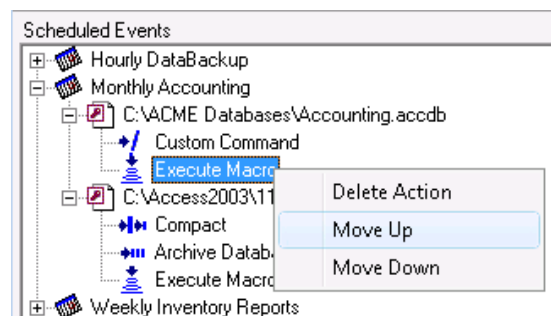 Scheduled Events
Hourly DataBackup
Monthly Accounting
C:\ACME Databases\Accounting.accdb
Custom Command
Execute Macro
Delete Action
C:\Access2003\11
Move Up
Compact
Archive Datab
Move Down
Execute Macro
Weekly Inventory Reports